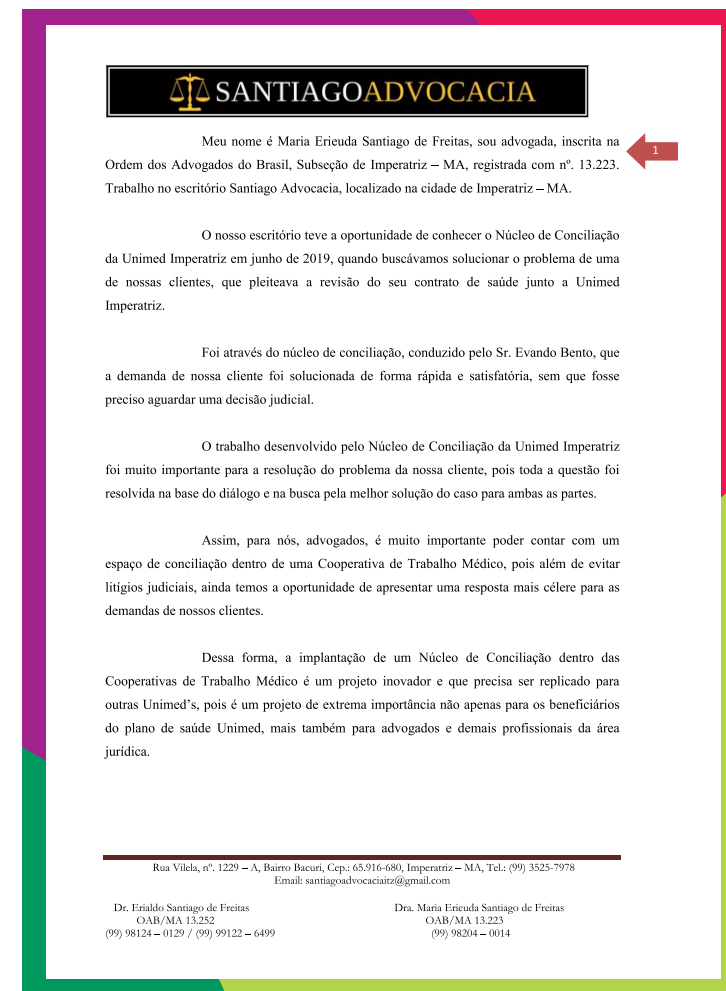 SANTIAGOADVOCACIA
Meu nome é Maria Erieuda Santiago de Freitas, sou advogada, inscrita na
1
Ordem dos Advogados do Brasil, Subseção de Imperatriz – MA, registrada com nº. 13.223.
Trabalho no escritório Santiago Advocacia, localizado na cidade de Imperatriz – MA.
O nosso escritório teve a oportunidade de conhecer o Núcleo de Conciliação
da Unimed Imperatriz em junho de 2019, quando buscávamos solucionar o problema de uma
de nossas clientes, que pleiteava a revisão do seu contrato de saúde junto a Unimed
Imperatriz.
Foi através do núcleo de conciliação, conduzido pelo Sr. Evando Bento, que
a demanda de nossa cliente foi solucionada de forma rápida e satisfatória, sem que fosse
preciso aguardar uma decisão judicial.
O trabalho desenvolvido pelo Núcleo de Conciliação da Unimed Imperatriz
foi muito importante para a resolução do problema da nossa cliente, pois toda a questão foi
resolvida na base do diálogo e na busca pela melhor solução do caso para ambas as partes.
Assim, para nós, advogados, é muito importante poder contar com um
espaço de conciliação dentro de uma Cooperativa de Trabalho Médico, pois além de evitar
litígios judiciais, ainda temos a oportunidade de apresentar uma resposta mais célere para as
demandas de nossos clientes.
Dessa forma, a implantação de um Núcleo de Conciliação dentro das
Cooperativas de Trabalho Médico é um projeto inovador e que precisa ser replicado para
outras Unimed's, pois é um projeto de extrema importância não apenas para os beneficiários
do plano de saúde Unimed, mais também para advogados e demais profissionais da área
jurídica.
Rua Vilela, nº. 1229 – A, Bairro Bacuri, Cep.: 65.916-680, Imperatriz – MA, Tel.: (99) 3525-7978
Email: santiagoadvocaciaitz@gmail.com
Dr. Erialdo Santiago de Freitas
OAB/MA 13.252
(99) 98124 – 0129 / (99) 99122 – 6499
Dra. Maria Erieuda Santiago de Freitas
OAB/MA 13.223
(99) 98204 – 0014